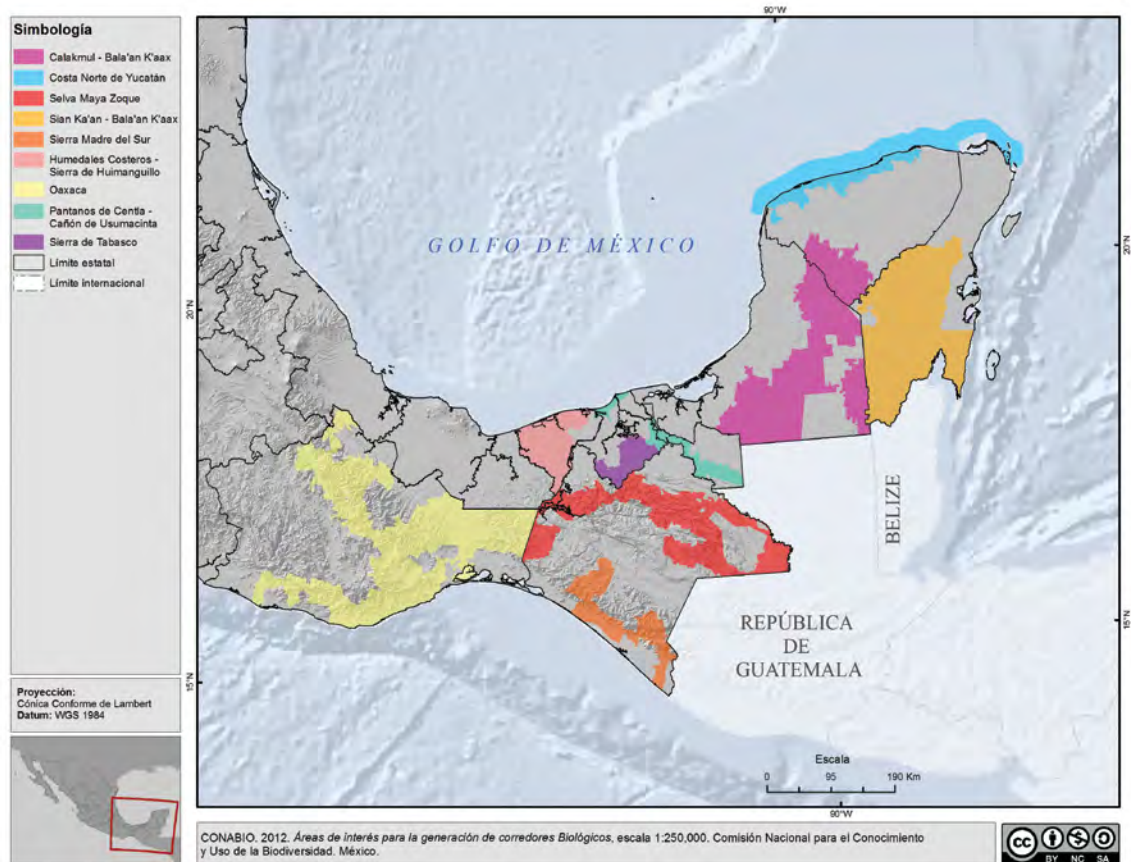 90°W
Simbología
Calakmul - Bala'an K'aax
Costa Norte de Yucatán
Selva Maya Zoque
Sian Ka'an - Bala'an K'aax
Sierra Madre del Sur
Humedales Costeros -
Sierra de Huimanguillo
Oaxaca
Pantanos de Centla -
Cañón de Usumacinta
Sierra de Tabasco
Límite estatal
Límite internacional
GOLFO DE MÉXICO
20°N
20°N
BELIZE
REPÚBLICA
DE
GUATEMALA
15°N
15°N
Proyección:
Cónica Conforme de Lambert
Datum: WGS 1984
Escala
0 95 190 Km
90°W
CONABIO. 2012. Áreas de interés para la generación de corredores Biológicos, escala 1:250,000. Comisión Nacional para el Conocimiento
y Uso de la Biodiversidad. México.
cc
BY NC SA